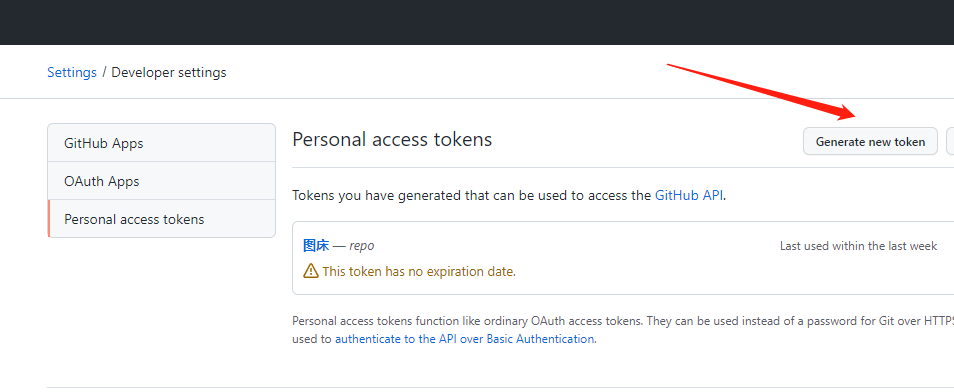 Settings / Developer settings
GitHub Apps
OAuth Apps
Personal access tokens
Personal access tokens
Generate new token
Tokens you have generated that can be used to access the GitHub API.
图床 — repo
Last used within the last week
This token has no expiration date.
Personal access tokens function like ordinary OAuth access tokens. They can be used instead of a password for Git over HTTPS
used to authenticate to the API over Basic Authentication.